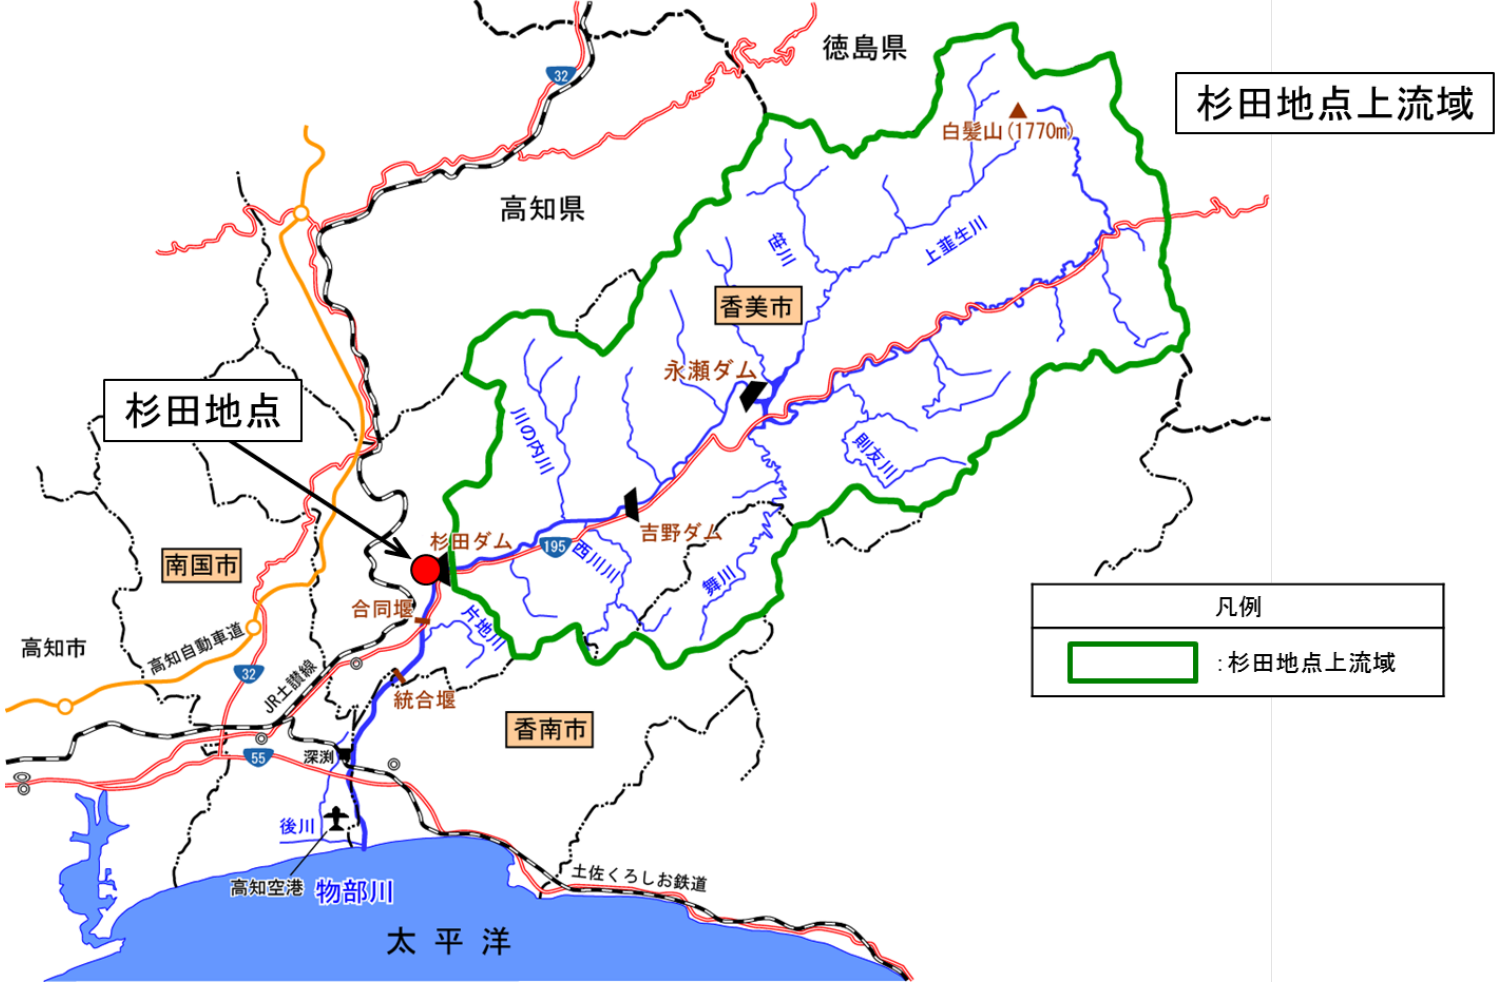 徳島県
32
杉田地点上流域
白髪山(1770m)
高知県
笹川
上韮生川
香美市
永瀬ダム
杉田地点
川の内川
則友川
吉野ダム
杉田ダム
195
西川川
舞川
南国市
合同堰
片地川
凡例
:杉田地点上流域
高知市
高知自動車道
32
JR土讃線
統合堰
香南市
55
深渕
後川
高知空港
物部川
土佐くろしお鉄道
太平洋